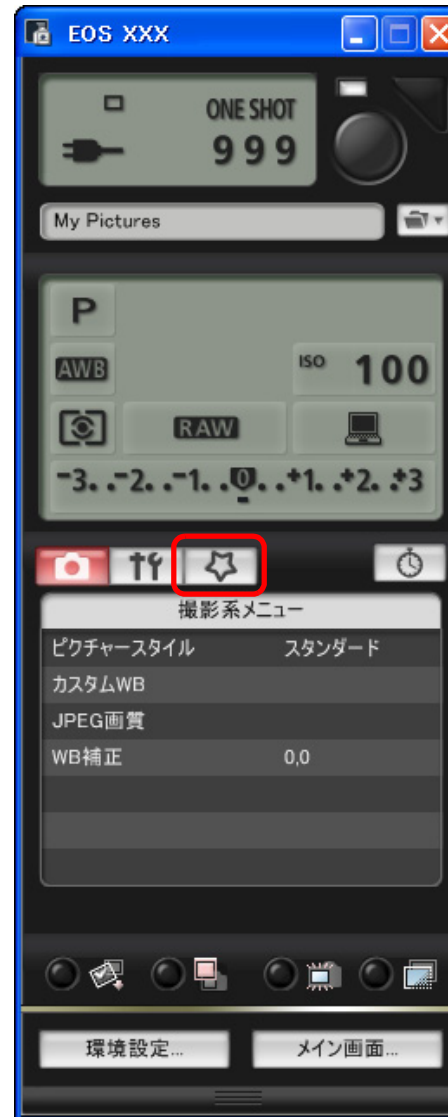 EOS XXX
ONE SHOT
999
My Pictures
P
AWB
ISO 100
RAW
-3..-2..-1..0..+1..+2..+3
撮影系メニュー
ピクチャースタイル スタンダード
カスタムWB
JPEG画質
WB補正 0,0
環境設定... メイン画面...